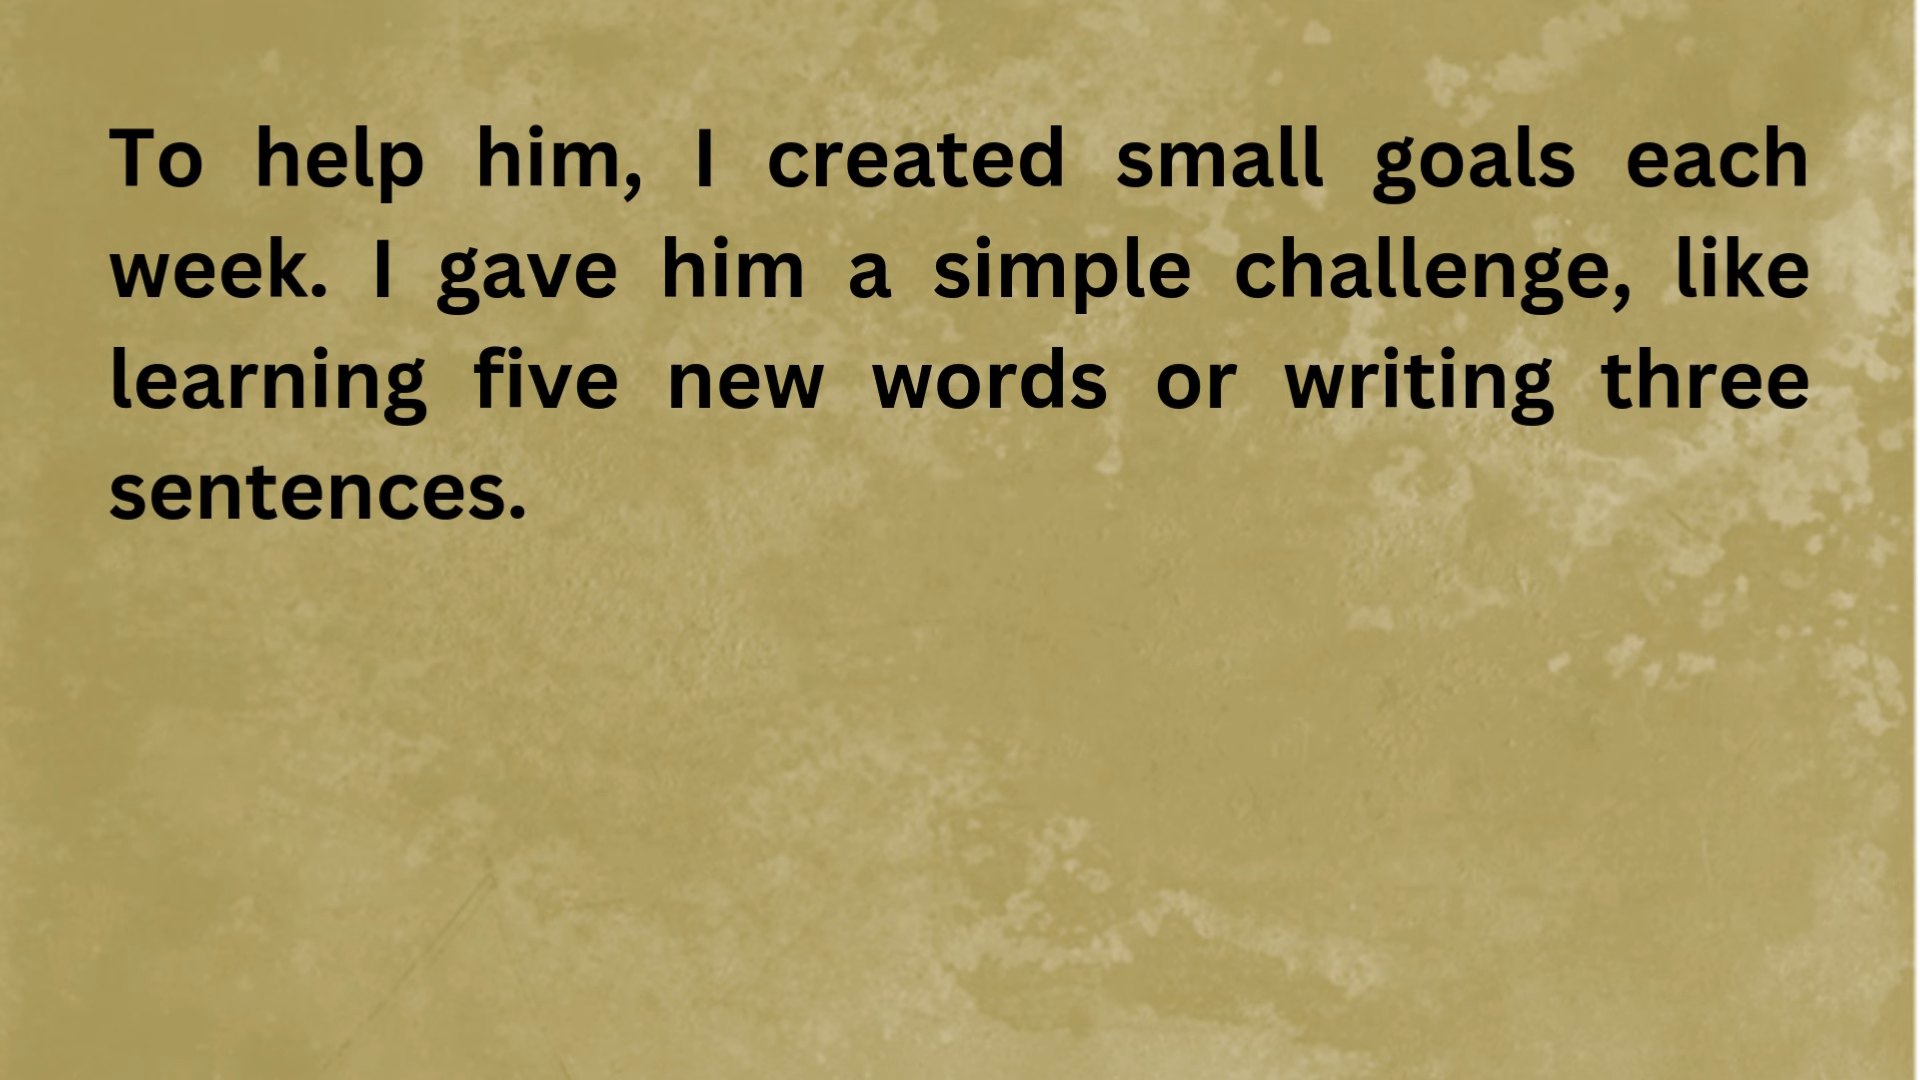 To help him, I created small goals each
week. I gave him a simple challenge, like
learning five new words or writing three
sentences.